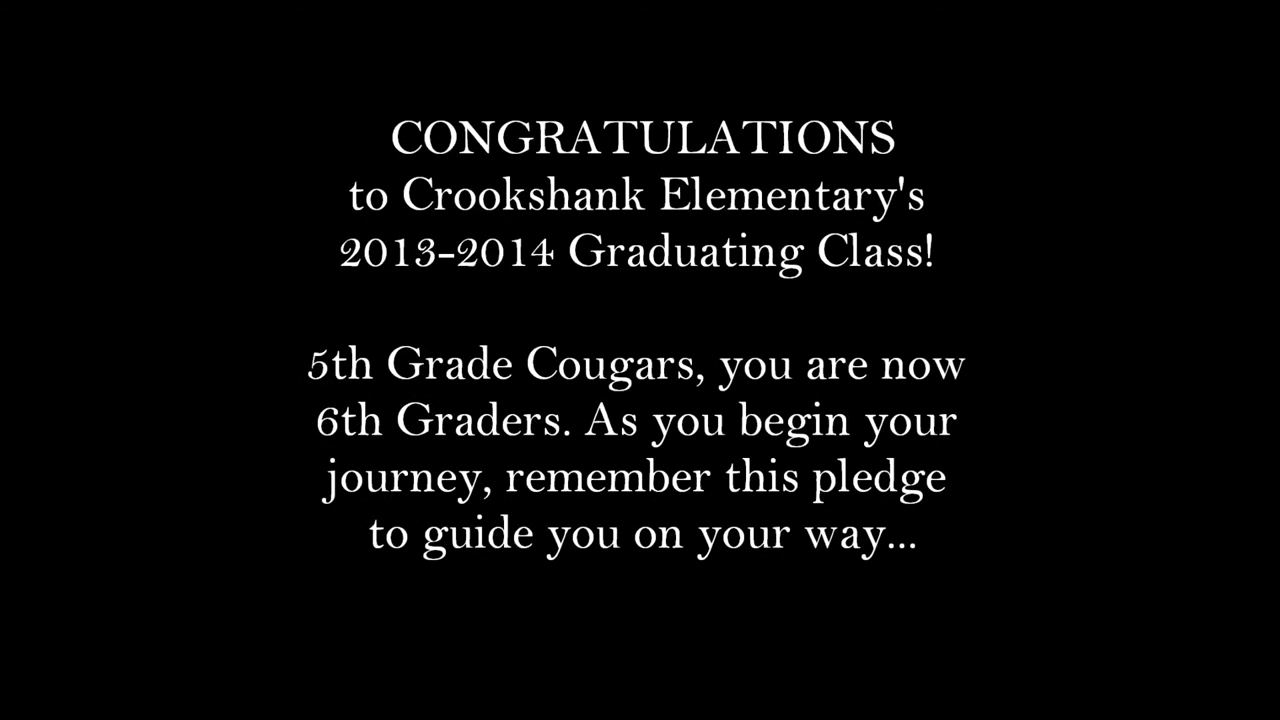 CONGRATULATIONS
to Crookshank Elementary's
2013-2014 Graduating Class!
5th Grade Cougars, you are now
6th Graders. As you begin your
journey, remember this pledge
to guide you on your way...